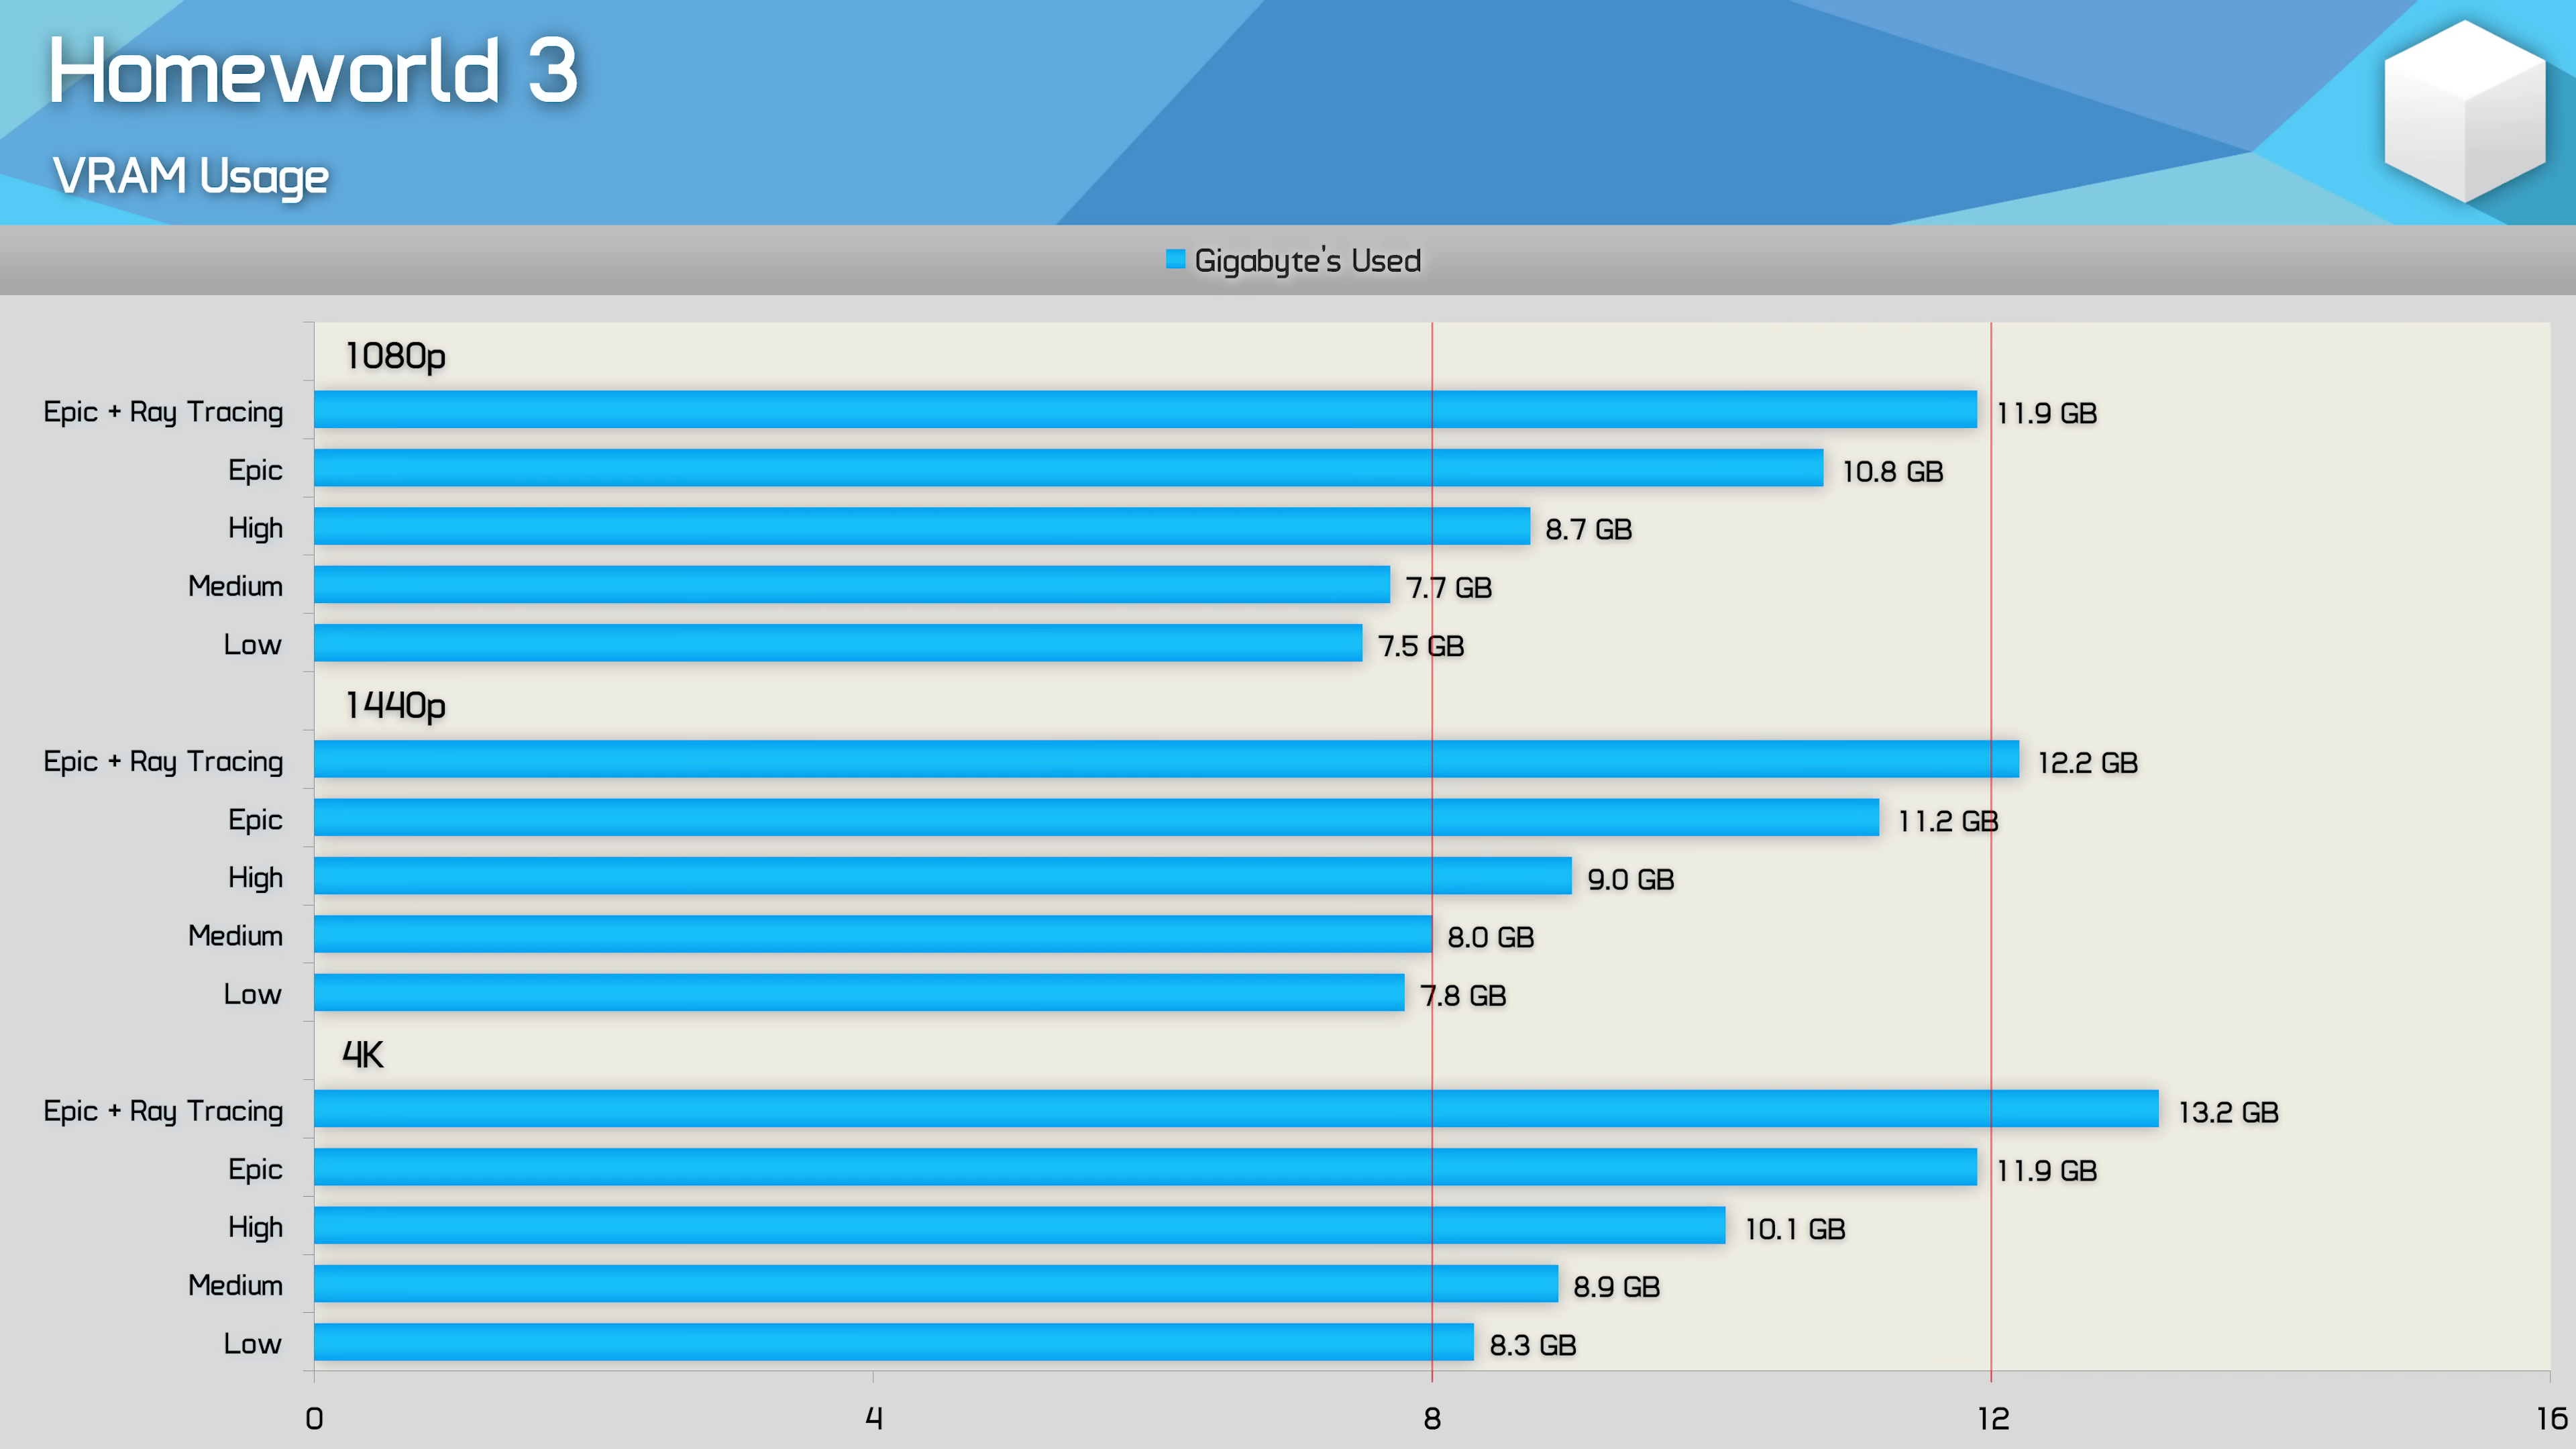 Homeworld 3
VRAM Usage
Gigabyte's Used
1080p
Epic + Ray Tracing 11.9 GB
Epic 10.8 GB
High 8.7 GB
Medium 7.7 GB
Low 7.5 GB
1440p
Epic + Ray Tracing 12.2 GB
Epic 11.2 GB
High 9.0 GB
Medium 8.0 GB
Low 7.8 GB
4K
Epic + Ray Tracing 13.2 GB
Epic 11.9 GB
High 10.1 GB
Medium 8.9 GB
Low 8.3 GB
0 4 8 12 16